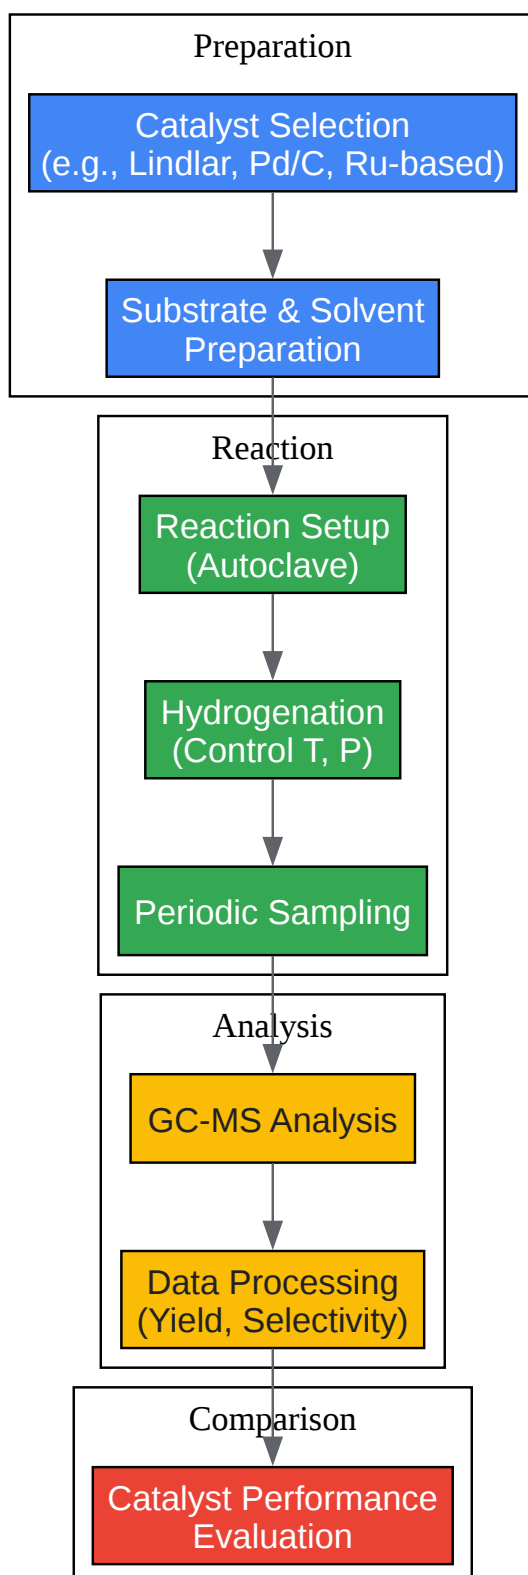 Preparation
Catalyst Selection
(e.g., Lindlar, Pd/C, Ru-based)
Substrate & Solvent
Preparation
Reaction
Reaction Setup
(Autoclave)
Hydrogenation
(Control T, P)
Periodic Sampling
Analysis
GC-MS Analysis
Data Processing
(Yield, Selectivity)
Comparison
Catalyst Performance
Evaluation